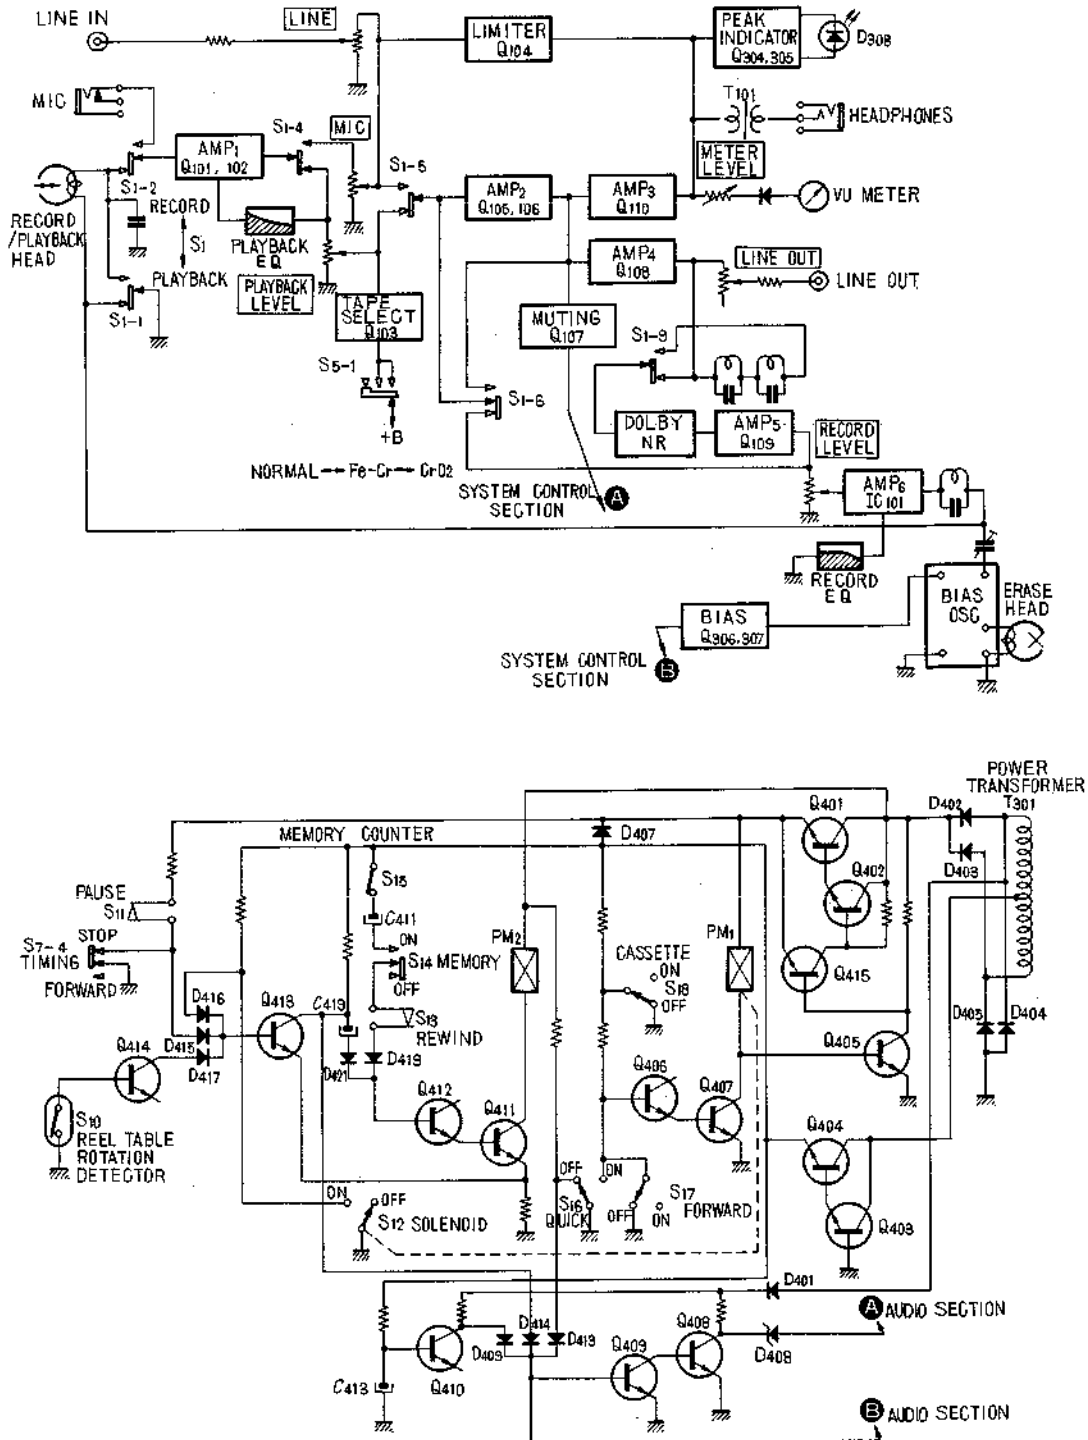 LINE IN
LINE
LIMITER
Q104
PEAK
INDICATOR
Q304,305
D308
MIC
S1-4
MIC
T101
HEADPHONES
METER
LEVEL
AMP1
Q101, 102
S1-5
AMP2
Q105,106
AMP3
Q110
VU METER
S1-2
RECORD
/PLAYBACK
HEAD
RECORD
S1
PLAYBACK
PLAYBACK
EQ
PLAYBACK
LEVEL
AMP4
Q108
LINE OUT
LINE OUT
S1-1
TAPE
SELECT
Q103
MUTING
Q107
S1-9
S5-1
+B
S1-6
DOLBY
NR
AMP5
Q109
RECORD
LEVEL
NORMAL Fe-Cr CrO2
SYSTEM CONTROL
SECTION
A
AMP6
IC101
RECORD
EQ
BIAS
OSC
ERASE
HEAD
BIAS
Q306,307
SYSTEM CONTROL
SECTION
B
POWER
TRANSFORMER
T301
Q401
D402
MEMORY COUNTER
D407
D403
Q402
PAUSE
S11
S15
C411
ON
S14 MEMORY
OFF
PM2
CASSETTE
ON
S18
OFF
PM1
S7-4
TIMING
STOP
FORWARD
Q415
D416
Q413
C419
S13
REWIND
D405
D404
D415
Q414
D417
D421
D419
Q405
Q412
Q411
Q406
Q407
S10
REEL TABLE
ROTATION
DETECTOR
Q404
ON
OFF
S12 SOLENOID
OFF
S16
QUICK
ON
OFF
S17
FORWARD
ON
Q403
D401
A AUDIO SECTION
D409
D414
D413
Q408
Q409
D408
C413
Q410
B AUDIO SECTION